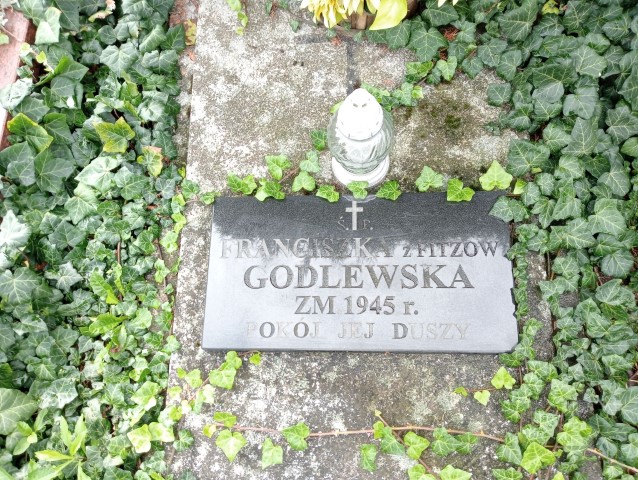 Ś. † P.
FRANCISZKA z FITZÓW
GODLEWSKA
ZM 1945 r.
POKÓJ JEJ DUSZY